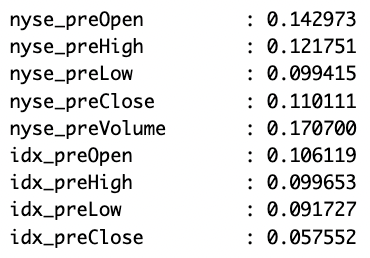 nyse_preOpen : 0.142973
nyse_preHigh : 0.121751
nyse_preLow : 0.099415
nyse_preClose : 0.110111
nyse_preVolume : 0.170700
idx_preOpen : 0.106119
idx_preHigh : 0.099653
idx_preLow : 0.091727
idx_preClose : 0.057552